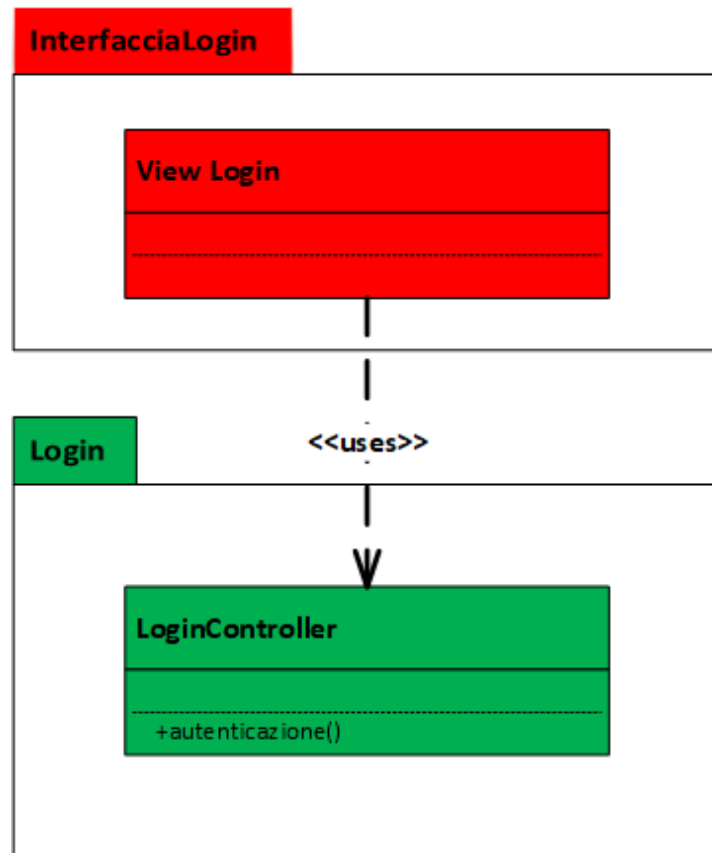 InterfacciaLogin
View Login
<<uses>>
Login
LoginController
+autenticazione()